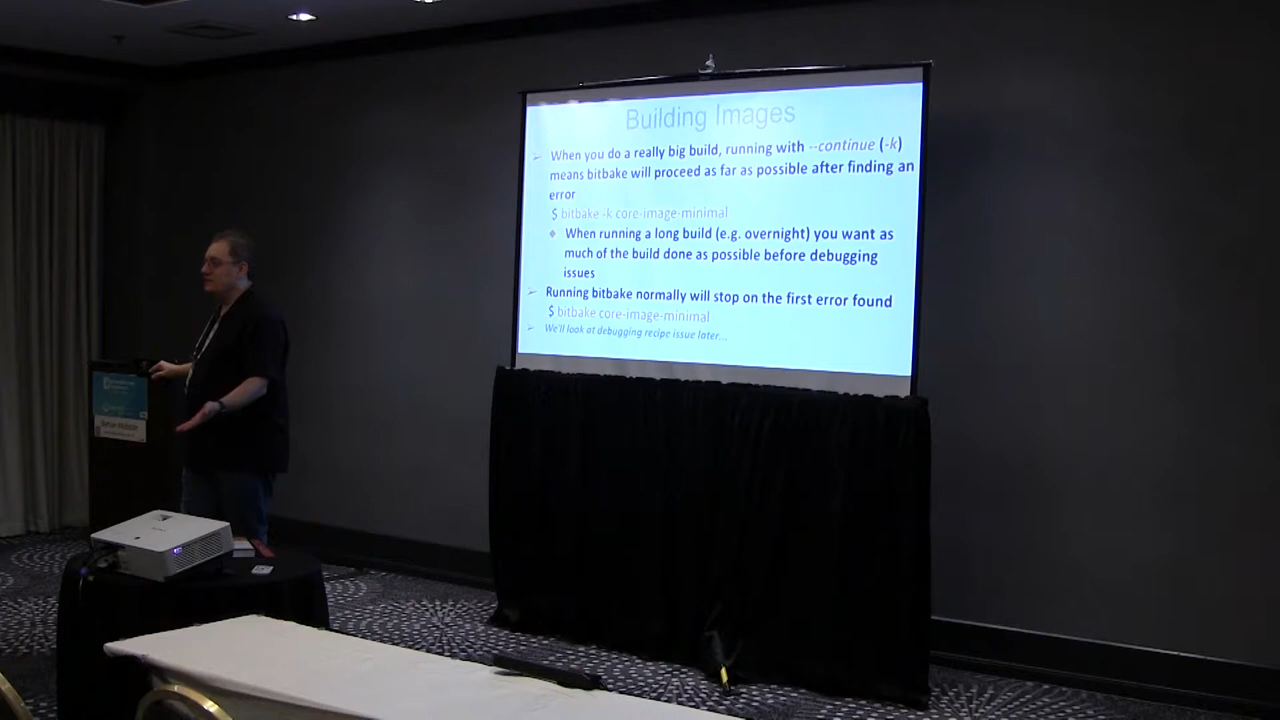 Building Images
➢ When you do a really big build, running with --continue (-k)
means bitbake will proceed as far as possible after finding an
error
$ bitbake -k core-image-minimal
❖ When running a long build (e.g. overnight) you want as
much of the build done as possible before debugging
issues
➢ Running bitbake normally will stop on the first error found
$ bitbake core-image-minimal
➢ We'll look at debugging recipe issue later...